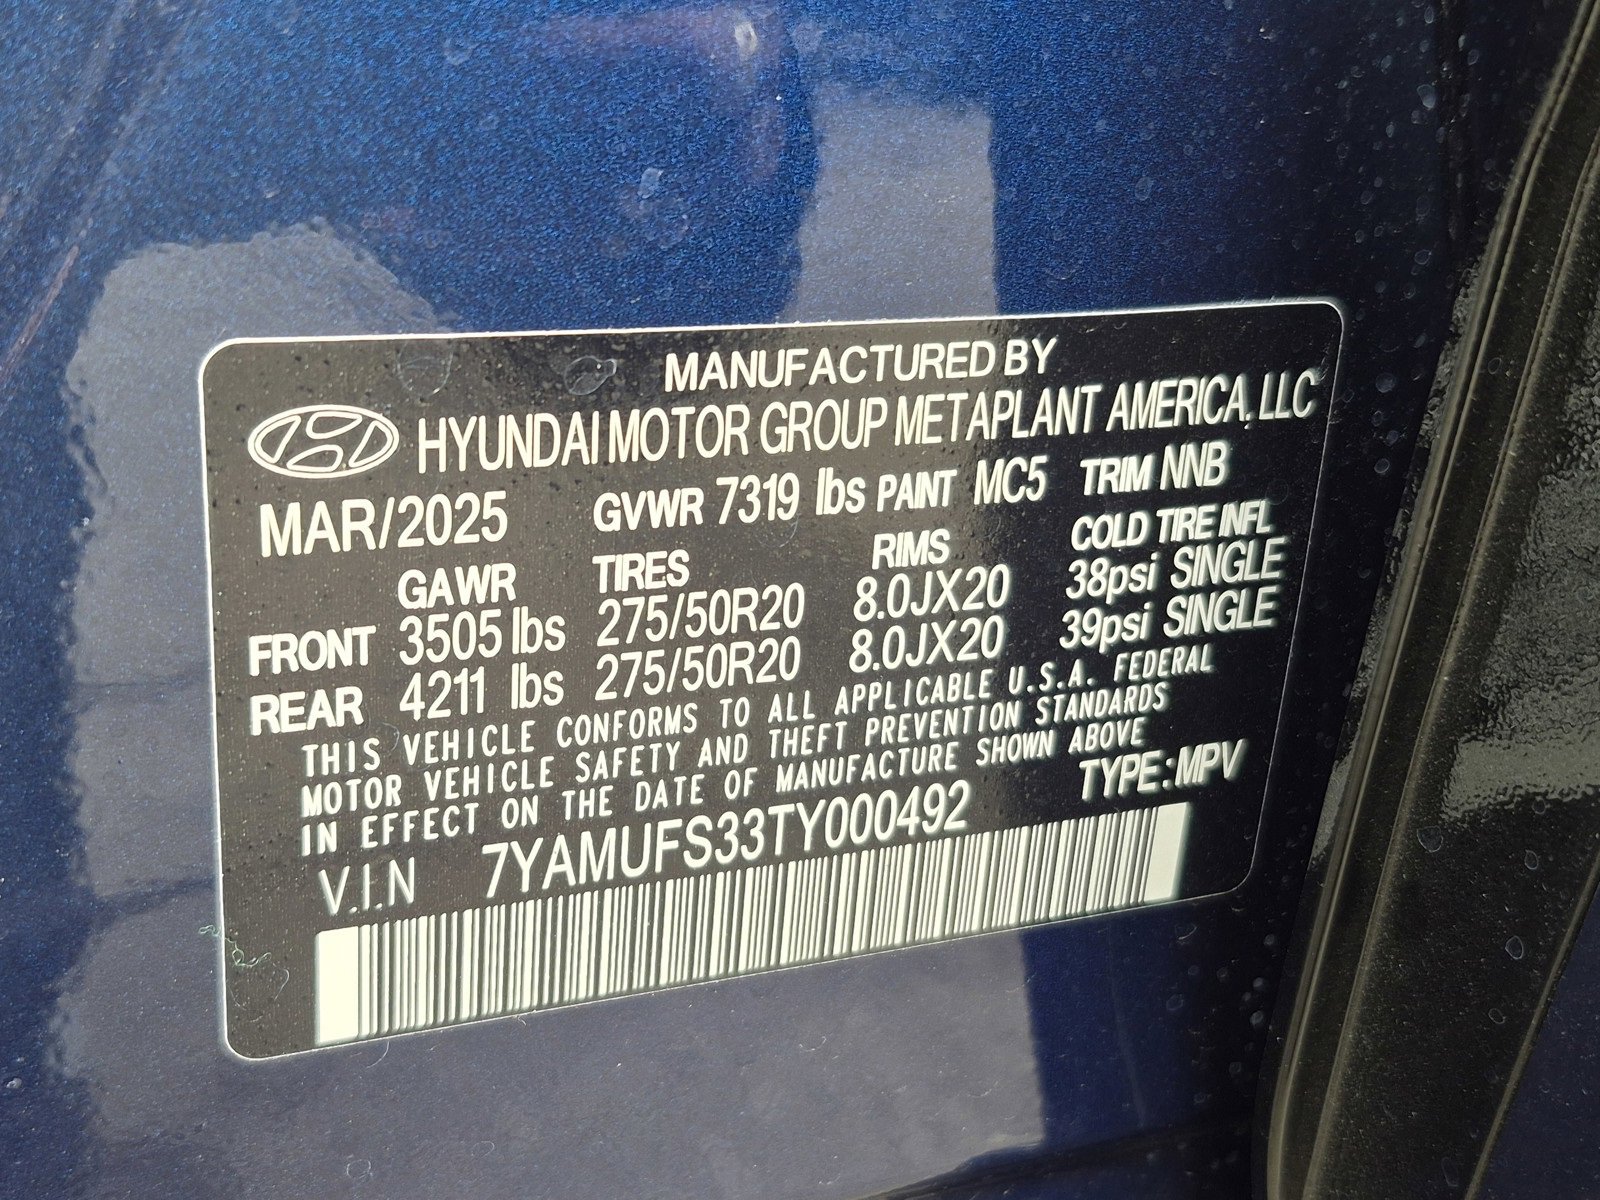 MANUFACTURED BY
HYUNDAI MOTOR GROUP METAPLANT AMERICA, LLC
MAR/2025 GVWR 7319 lbs PAINT MC5 TRIM NNB
GAWR TIRES RIMS COLD TIRE INFL
FRONT 3505 lbs 275/50R20 8.0JX20 38psi SINGLE
REAR 4211 lbs 275/50R20 8.0JX20 39psi SINGLE
THIS VEHICLE CONFORMS TO ALL APPLICABLE U.S.A. FEDERAL
MOTOR VEHICLE SAFETY AND THEFT PREVENTION STANDARDS
IN EFFECT ON THE DATE OF MANUFACTURE SHOWN ABOVE
V.I.N 7YAMUFS33TY000492 TYPE:MPV